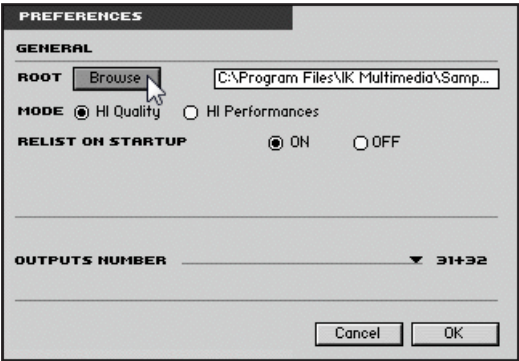 PREFERENCES
GENERAL
ROOT Browse C:\Program Files\IK Multimedia\Samp...
MODE HI Quality HI Performances
RELIST ON STARTUP ON OFF
OUTPUTS NUMBER 31+32
Cancel OK